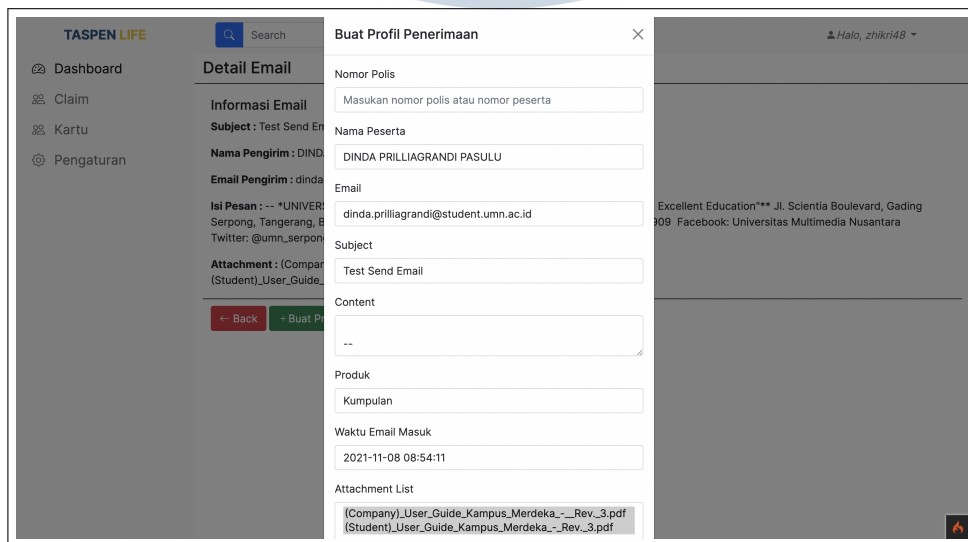 TASPEN LIFE
Search
Halo, zhikri48
Dashboard
Claim
Kartu
Pengaturan
Detail Email
Informasi Email
Subject : Test Send Em
Nama Pengirim : DIND
Email Pengirim : dinda
Isi Pesan : -- *UNIVERS
Excellent Education"** Jl. Scientia Boulevard, Gading
Serpong, Tangerang, B
909 Facebook: Universitas Multimedia Nusantara
Twitter: @umn_serpong
Attachment : (Compan
(Student)_User_Guide_
← Back
+ Buat Pr
Buat Profil Penerimaan
Nomor Polis
Masukan nomor polis atau nomor peserta
Nama Peserta
DINDA PRILLIAGRANDI PASULU
Email
dinda.prilliagrandi@student.umn.ac.id
Subject
Test Send Email
Content
--
Produk
Kumpulan
Waktu Email Masuk
2021-11-08 08:54:11
Attachment List
(Company)_User_Guide_Kampus_Merdeka_-__Rev._3.pdf
(Student)_User_Guide_Kampus_Merdeka_-_Rev._3.pdf